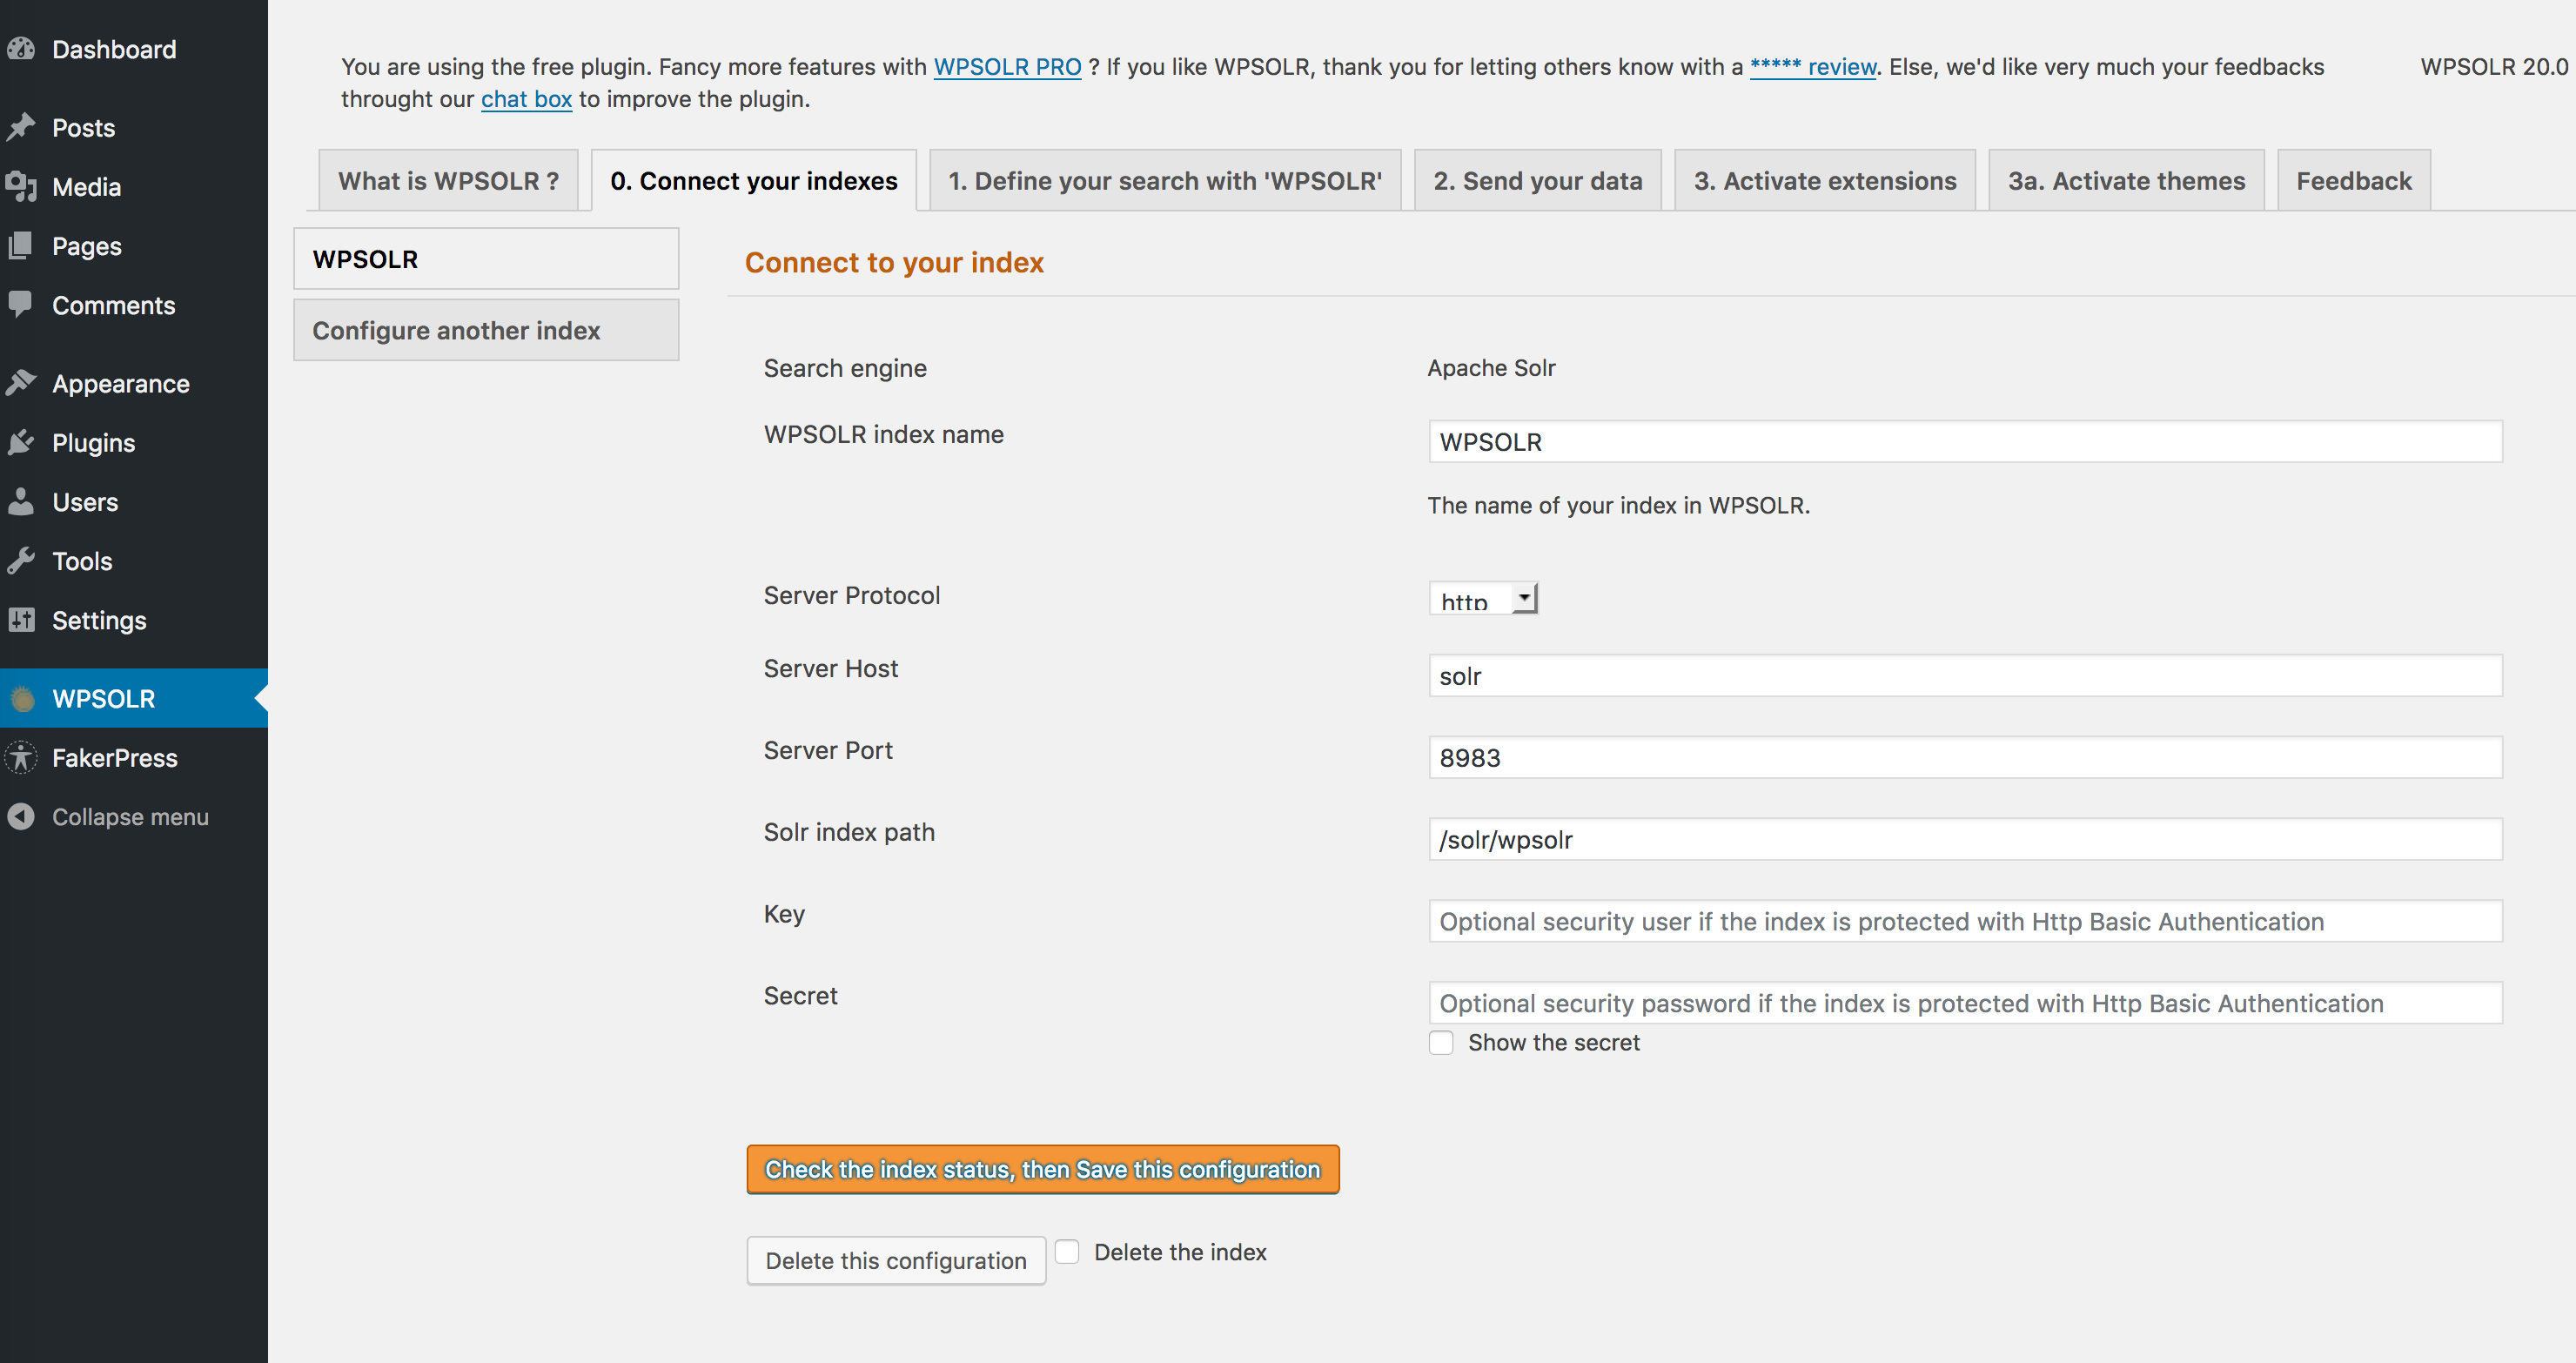 Dashboard
Posts
Media
Pages
Comments
Appearance
Plugins
Users
Tools
Settings
WPSOLR
FakerPress
Collapse menu
You are using the free plugin. Fancy more features with WPSOLR PRO ? If you like WPSOLR, thank you for letting others know with a ***** review. Else, we'd like very much your feedbacks
throught our chat box to improve the plugin.
WPSOLR 20.0
What is WPSOLR ?
0. Connect your indexes
1. Define your search with 'WPSOLR'
2. Send your data
3. Activate extensions
3a. Activate themes
Feedback
WPSOLR
Configure another index
Connect to your index
Search engine
Apache Solr
WPSOLR index name
WPSOLR
The name of your index in WPSOLR.
Server Protocol
http
Server Host
solr
Server Port
8983
Solr index path
/solr/wpsolr
Key
Optional security user if the index is protected with Http Basic Authentication
Secret
Optional security password if the index is protected with Http Basic Authentication
Show the secret
Check the index status, then Save this configuration
Delete this configuration
Delete the index